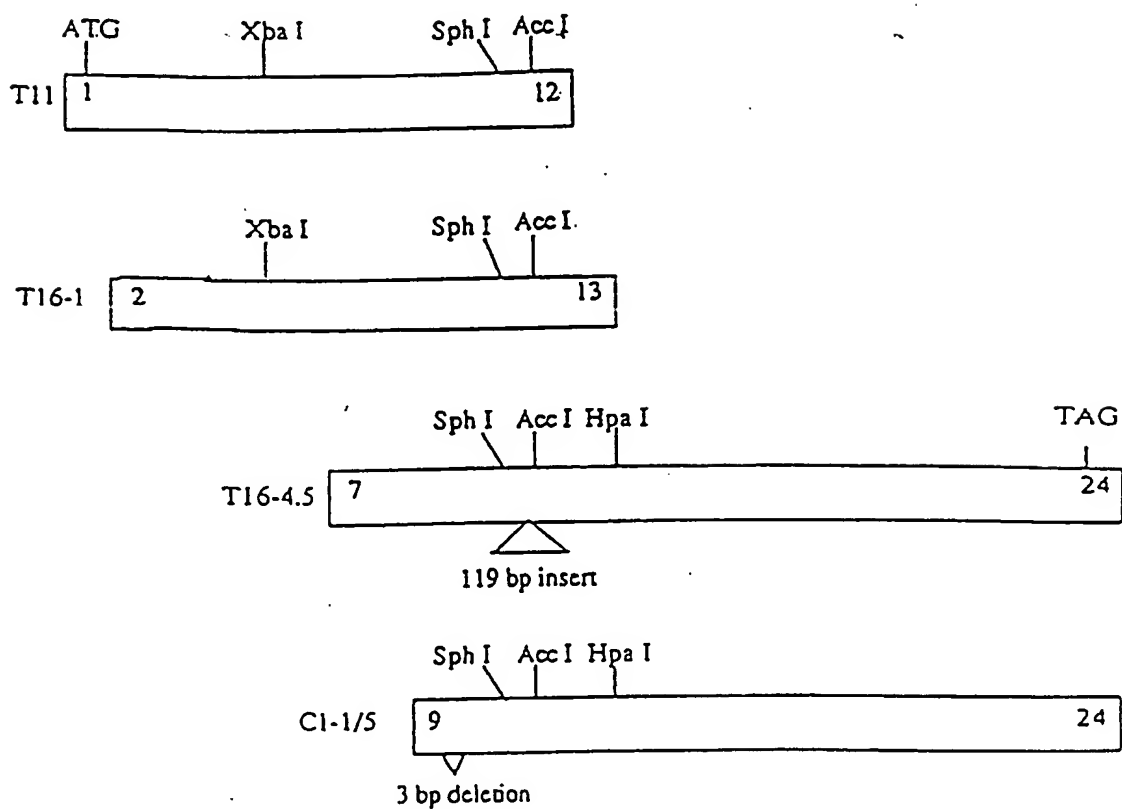 ATG Xba I Sph I Acc I
T11 1 12
Xba I Sph I Acc I
T16-1 2 13
Sph I Acc I Hpa I TAG
T16-4.5 7 24
119 bp insert
Sph I Acc I Hpa I
C1-1/5 9 24
3 bp deletion